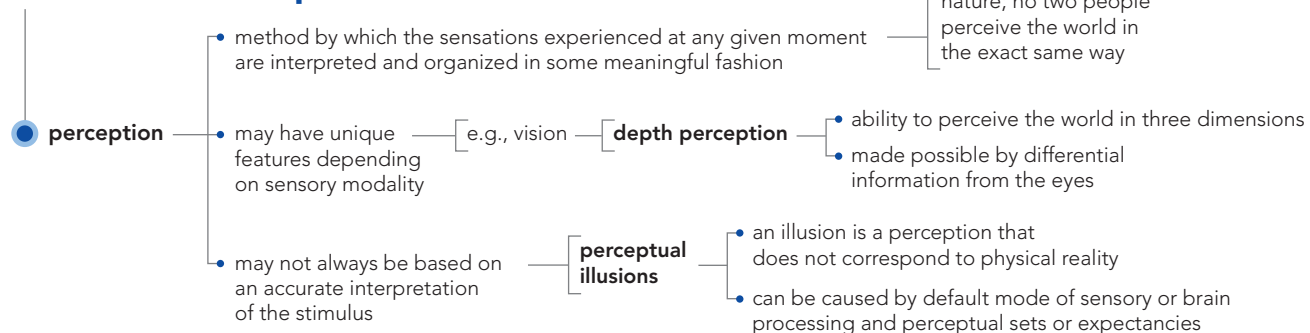 nature, no two people
perceive the world in
the exact same way
method by which the sensations experienced at any given moment
are interpreted and organized in some meaningful fashion
perception
may have unique
features depending
on sensory modality
e.g., vision
depth perception
ability to perceive the world in three dimensions
made possible by differential
information from the eyes
may not always be based on
an accurate interpretation
of the stimulus
perceptual
illusions
an illusion is a perception that
does not correspond to physical reality
can be caused by default mode of sensory or brain
processing and perceptual sets or expectancies